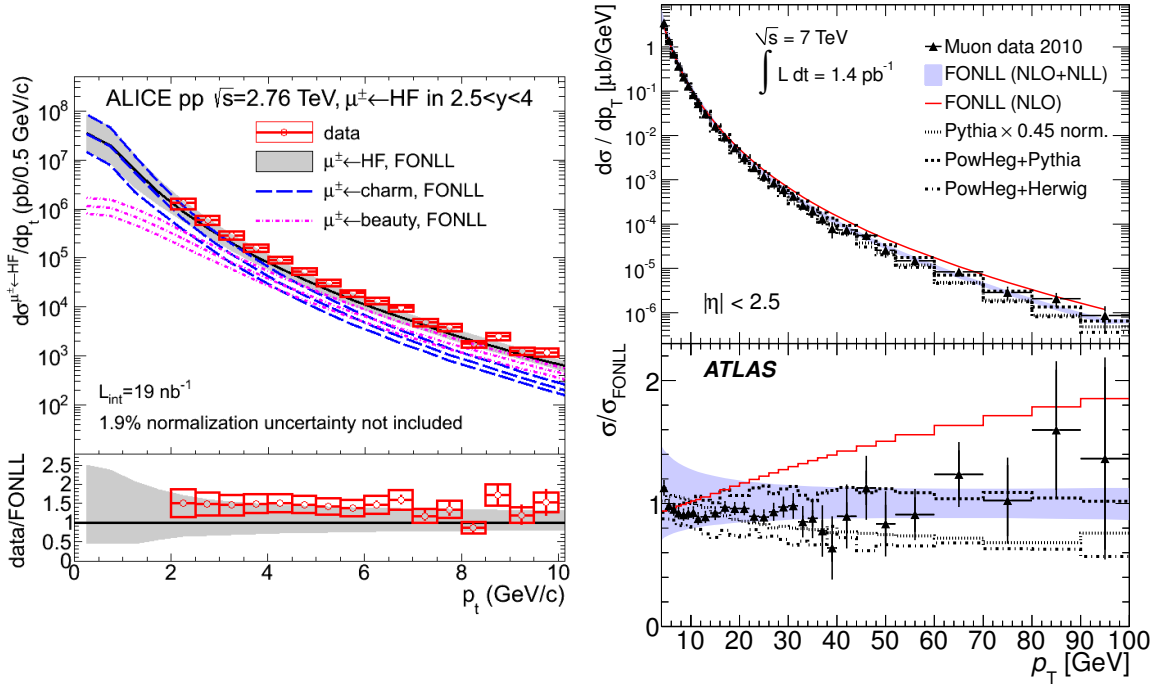 ALICE pp √s=2.76 TeV, μ±←HF in 2.5<y<4
data
μ±←HF, FONLL
μ±←charm, FONLL
μ±←beauty, FONLL
dσ^μ±←HF/dp_t (pb/0.5 GeV/c)
10^8
10^7
10^6
10^5
10^4
10^3
10^2
L_int=19 nb^-1
1.9% normalization uncertainty not included
data/FONLL
2.5
2
1.5
1
0.5
0
0 2 4 6 8 10
p_t (GeV/c)
dσ / dp_T [μb/GeV]
1
10^-1
10^-2
10^-3
10^-4
10^-5
10^-6
√s = 7 TeV
∫ L dt = 1.4 pb^-1
Muon data 2010
FONLL (NLO+NLL)
FONLL (NLO)
Pythia × 0.45 norm.
PowHeg+Pythia
PowHeg+Herwig
|η| < 2.5
ATLAS
σ/σ_FONLL
2
1
0
10 20 30 40 50 60 70 80 90 100
p_T [GeV]